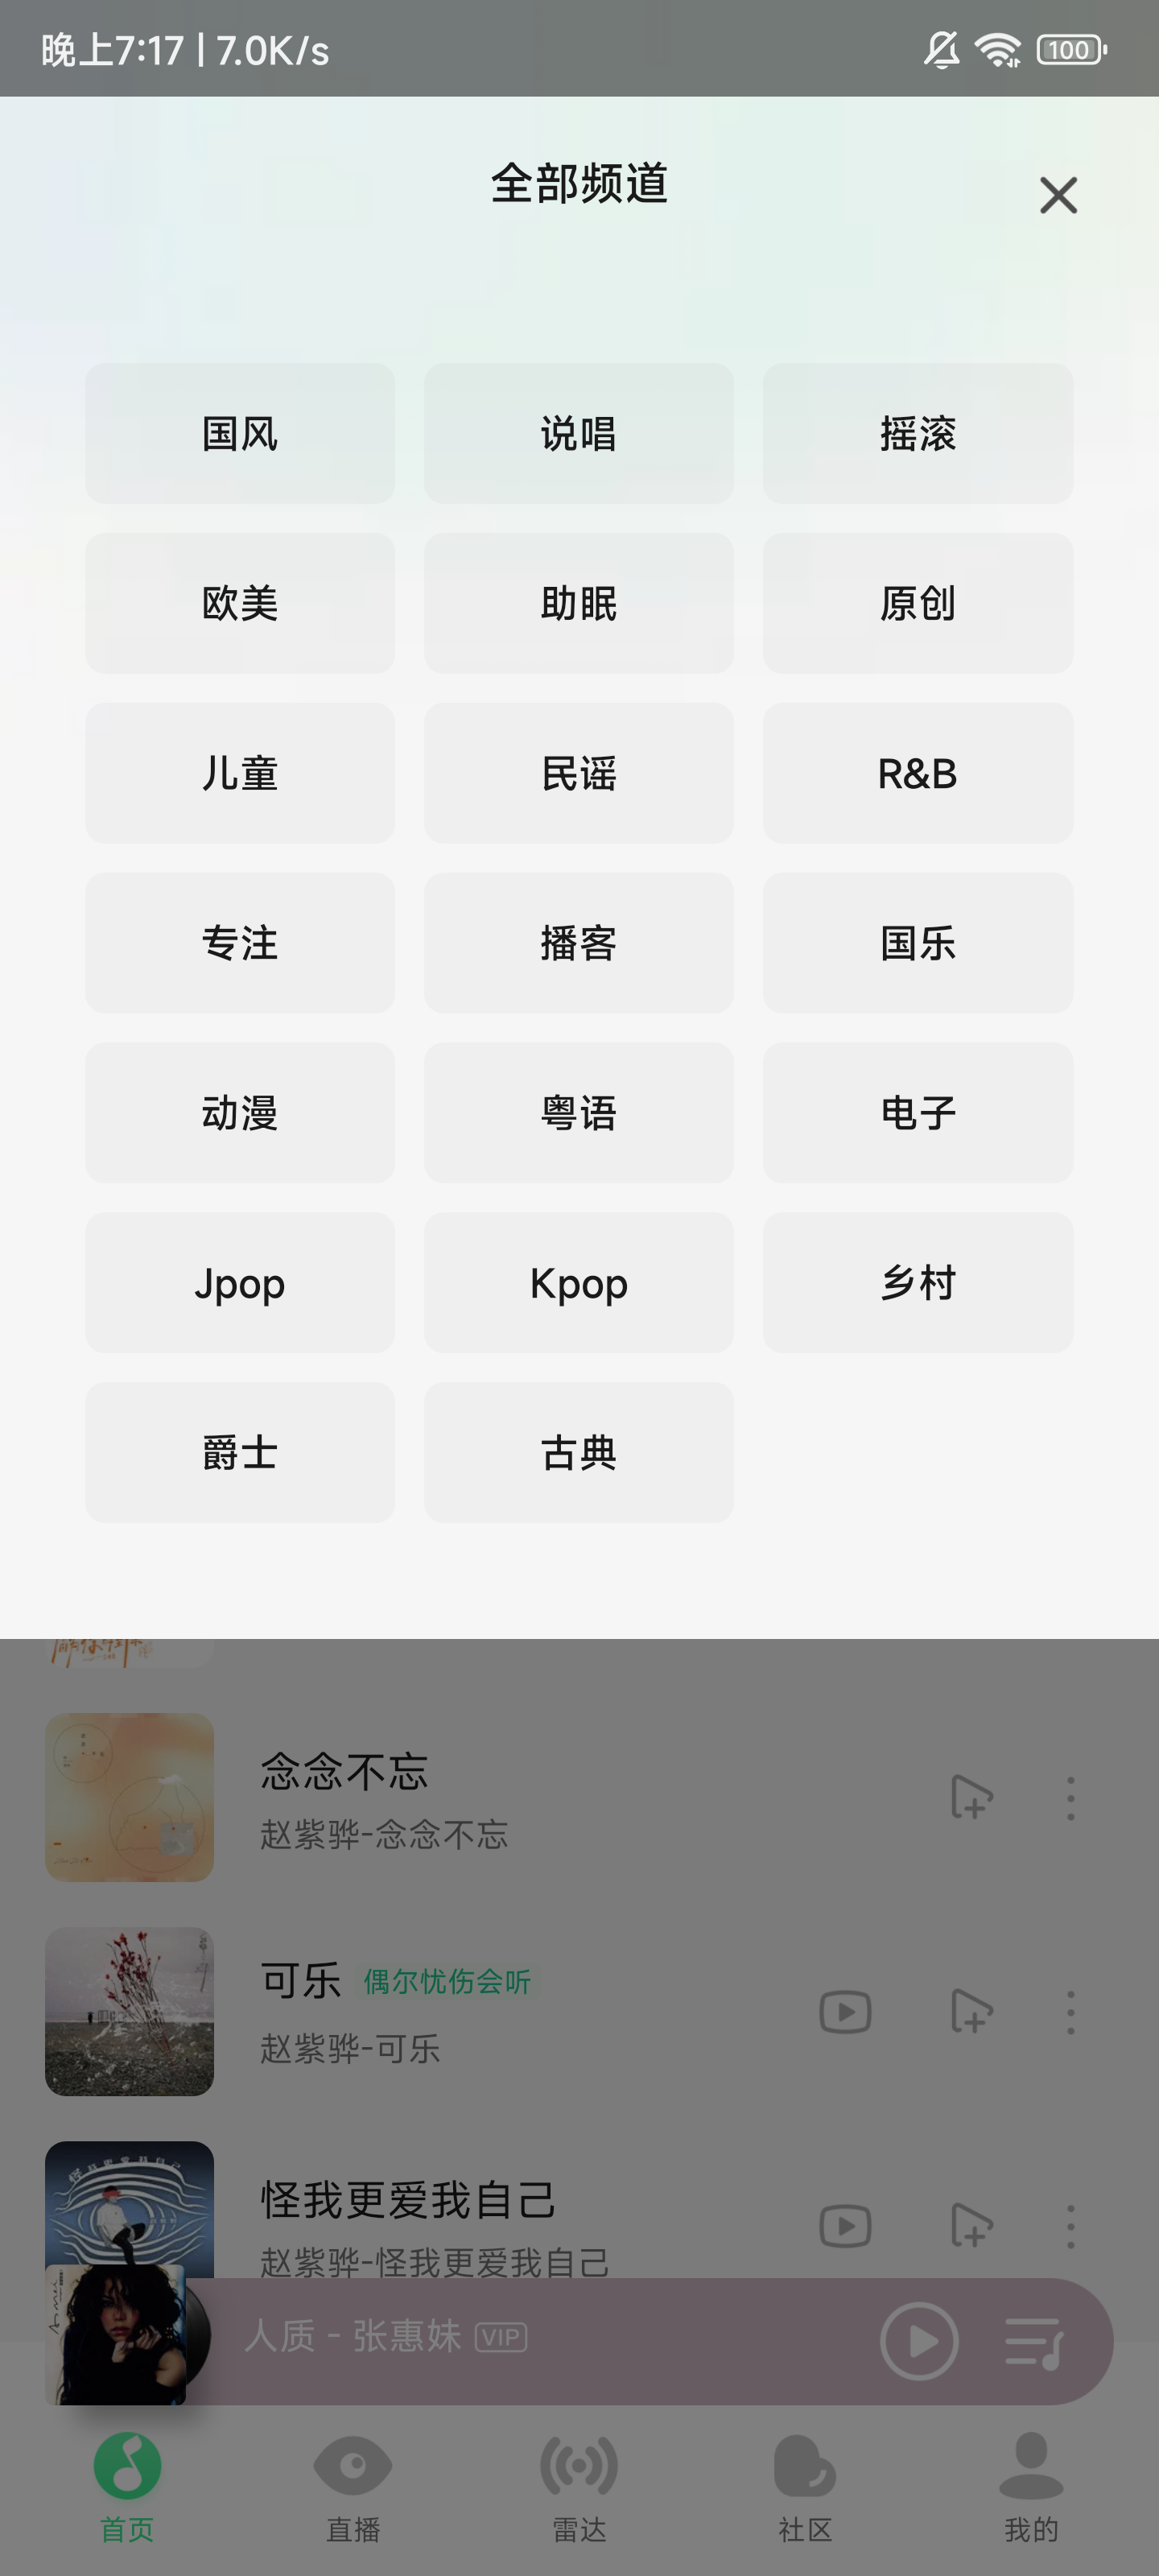 晚上7:17 | 7.0K/s
100
全部频道
国风 说唱 摇滚
欧美 助眠 原创
儿童 民谣 R&B
专注 播客 国乐
动漫 粤语 电子
Jpop Kpop 乡村
爵士 古典
念念不忘
赵紫骅-念念不忘
可乐 偶尔忧伤会听
赵紫骅-可乐
怪我更爱我自己
赵紫骅-怪我更爱我自己
人质 - 张惠妹 VIP
首页 直播 雷达 社区 我的